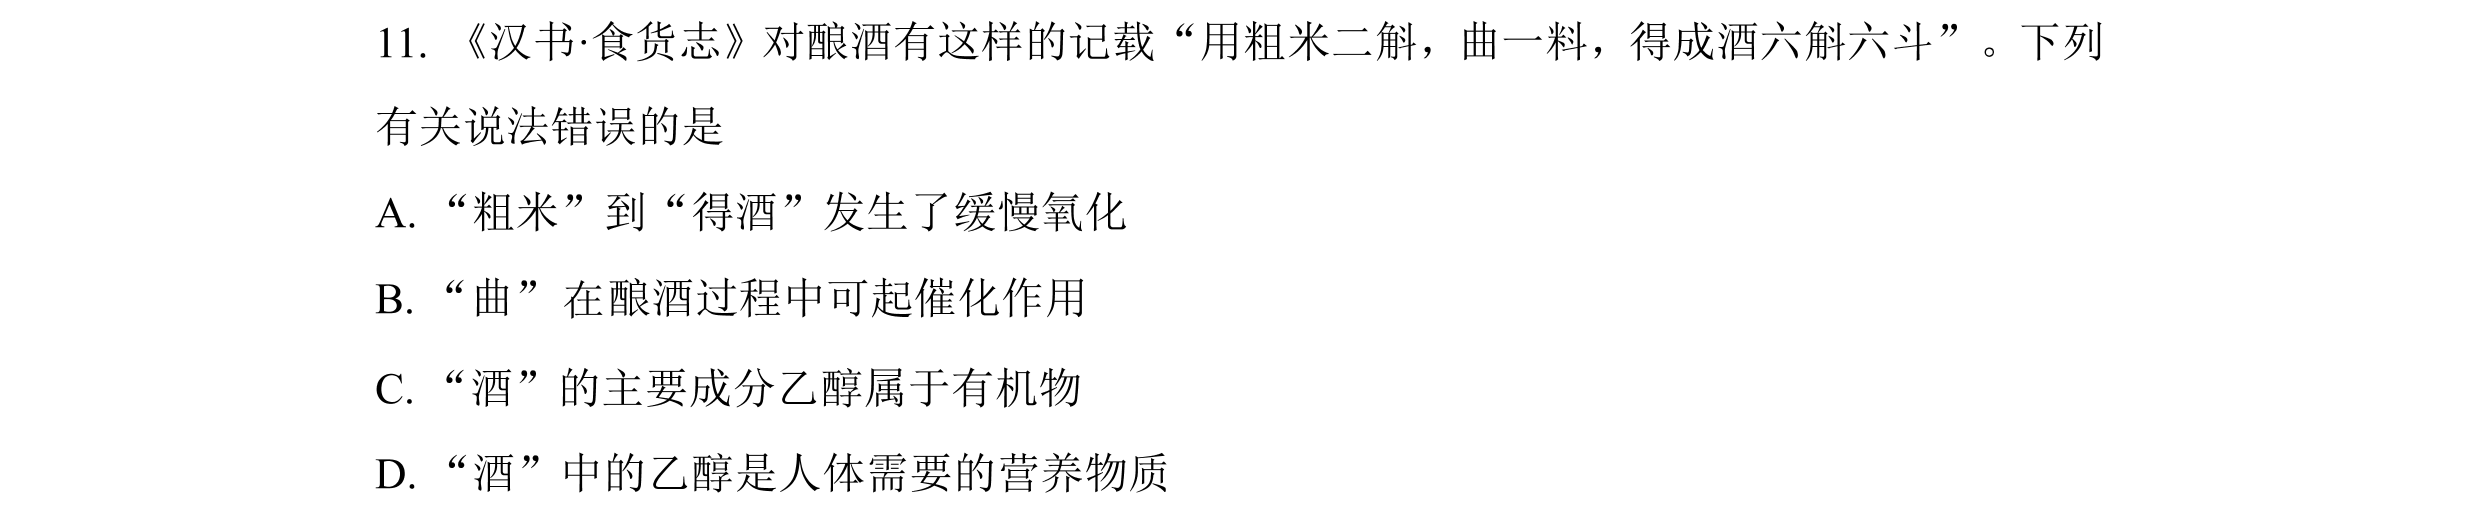 11. 《汉书·食货志》对酿酒有这样的记载“用粗米二斛，曲一料，得成酒六斛六斗”。下列
有关说法错误的是
A. “粗米”到“得酒”发生了缓慢氧化
B. “曲”在酿酒过程中可起催化作用
C. “酒”的主要成分乙醇属于有机物
D. “酒”中的乙醇是人体需要的营养物质